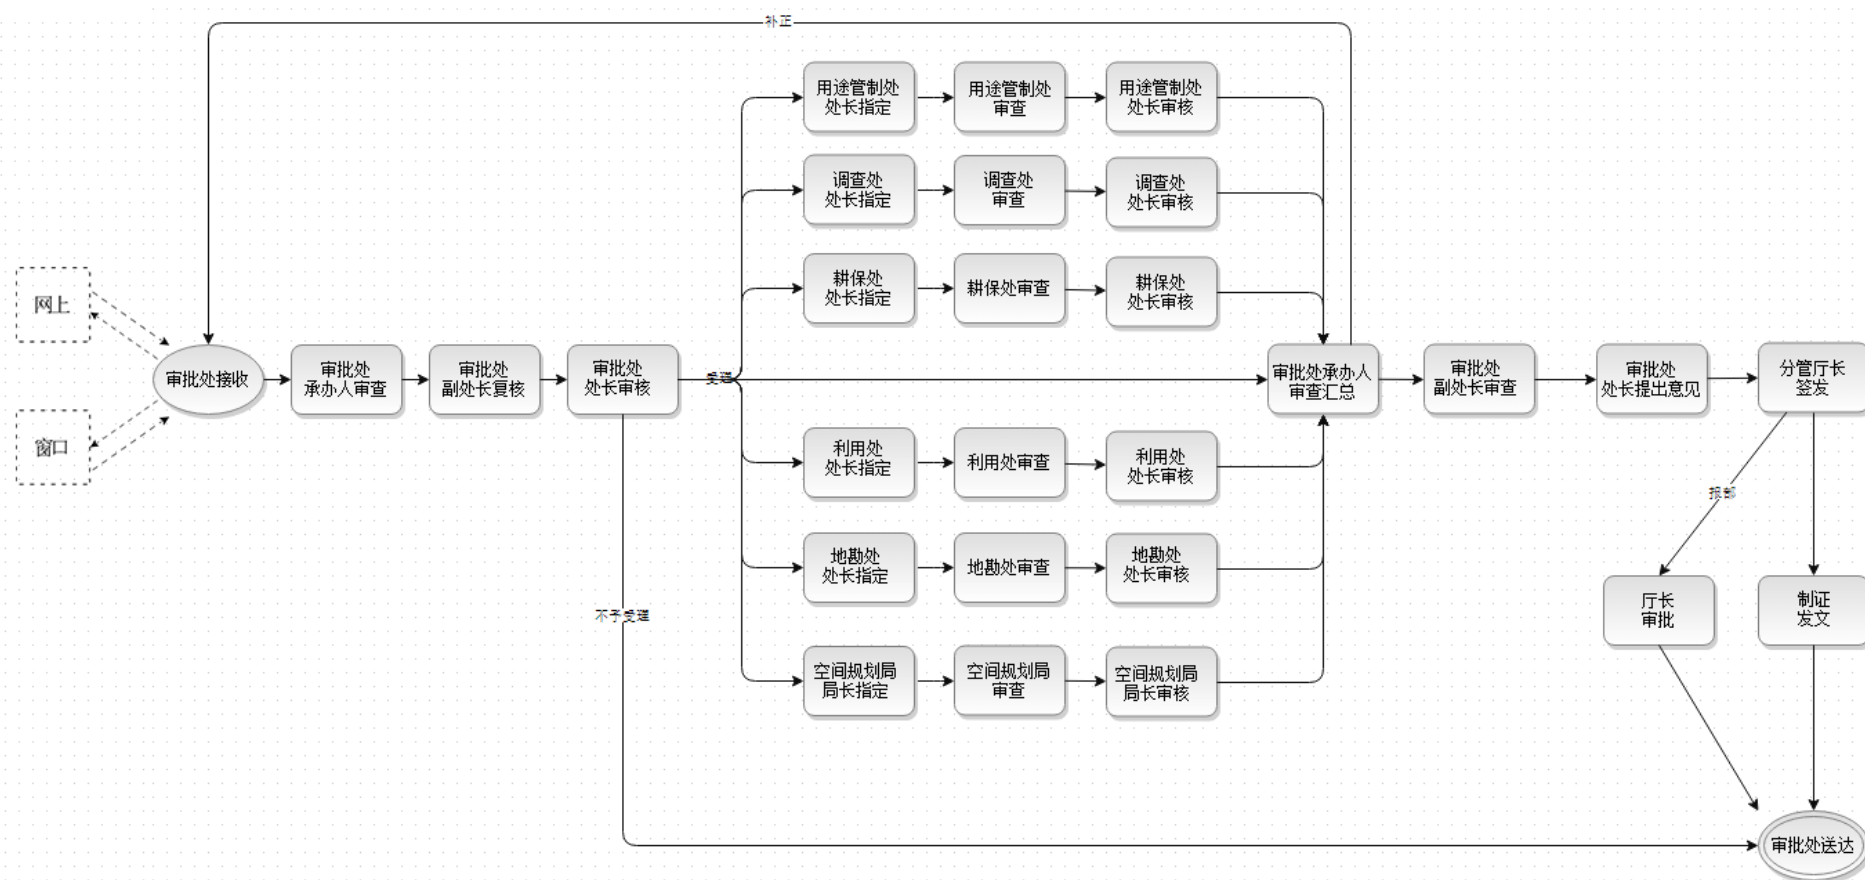 补正
用途管制处
处长指定
用途管制处
审查
用途管制处
处长审核
调查处
处长指定
调查处
审查
调查处
处长审核
耕保处
处长指定
耕保处审查
耕保处
处长审核
网上
审批处接收
窗口
审批处
承办人审查
审批处
副处长复核
审批处
处长审核
受理
审批处承办人
审查汇总
审批处
副处长审查
审批处
处长提出意见
分管厅长
签发
利用处
处长指定
利用处审查
利用处
处长审核
报部
地勘处
处长指定
地勘处审查
地勘处
处长审核
不予受理
厅长
审批
制证
发文
空间规划局
局长指定
空间规划局
审查
空间规划局
局长审核
审批处送达